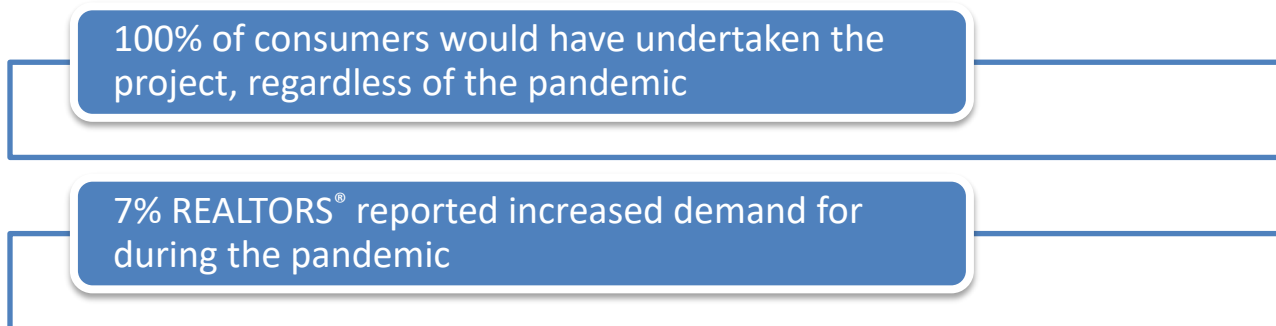 100% of consumers would have undertaken the
project, regardless of the pandemic
7% REALTORS® reported increased demand for
during the pandemic